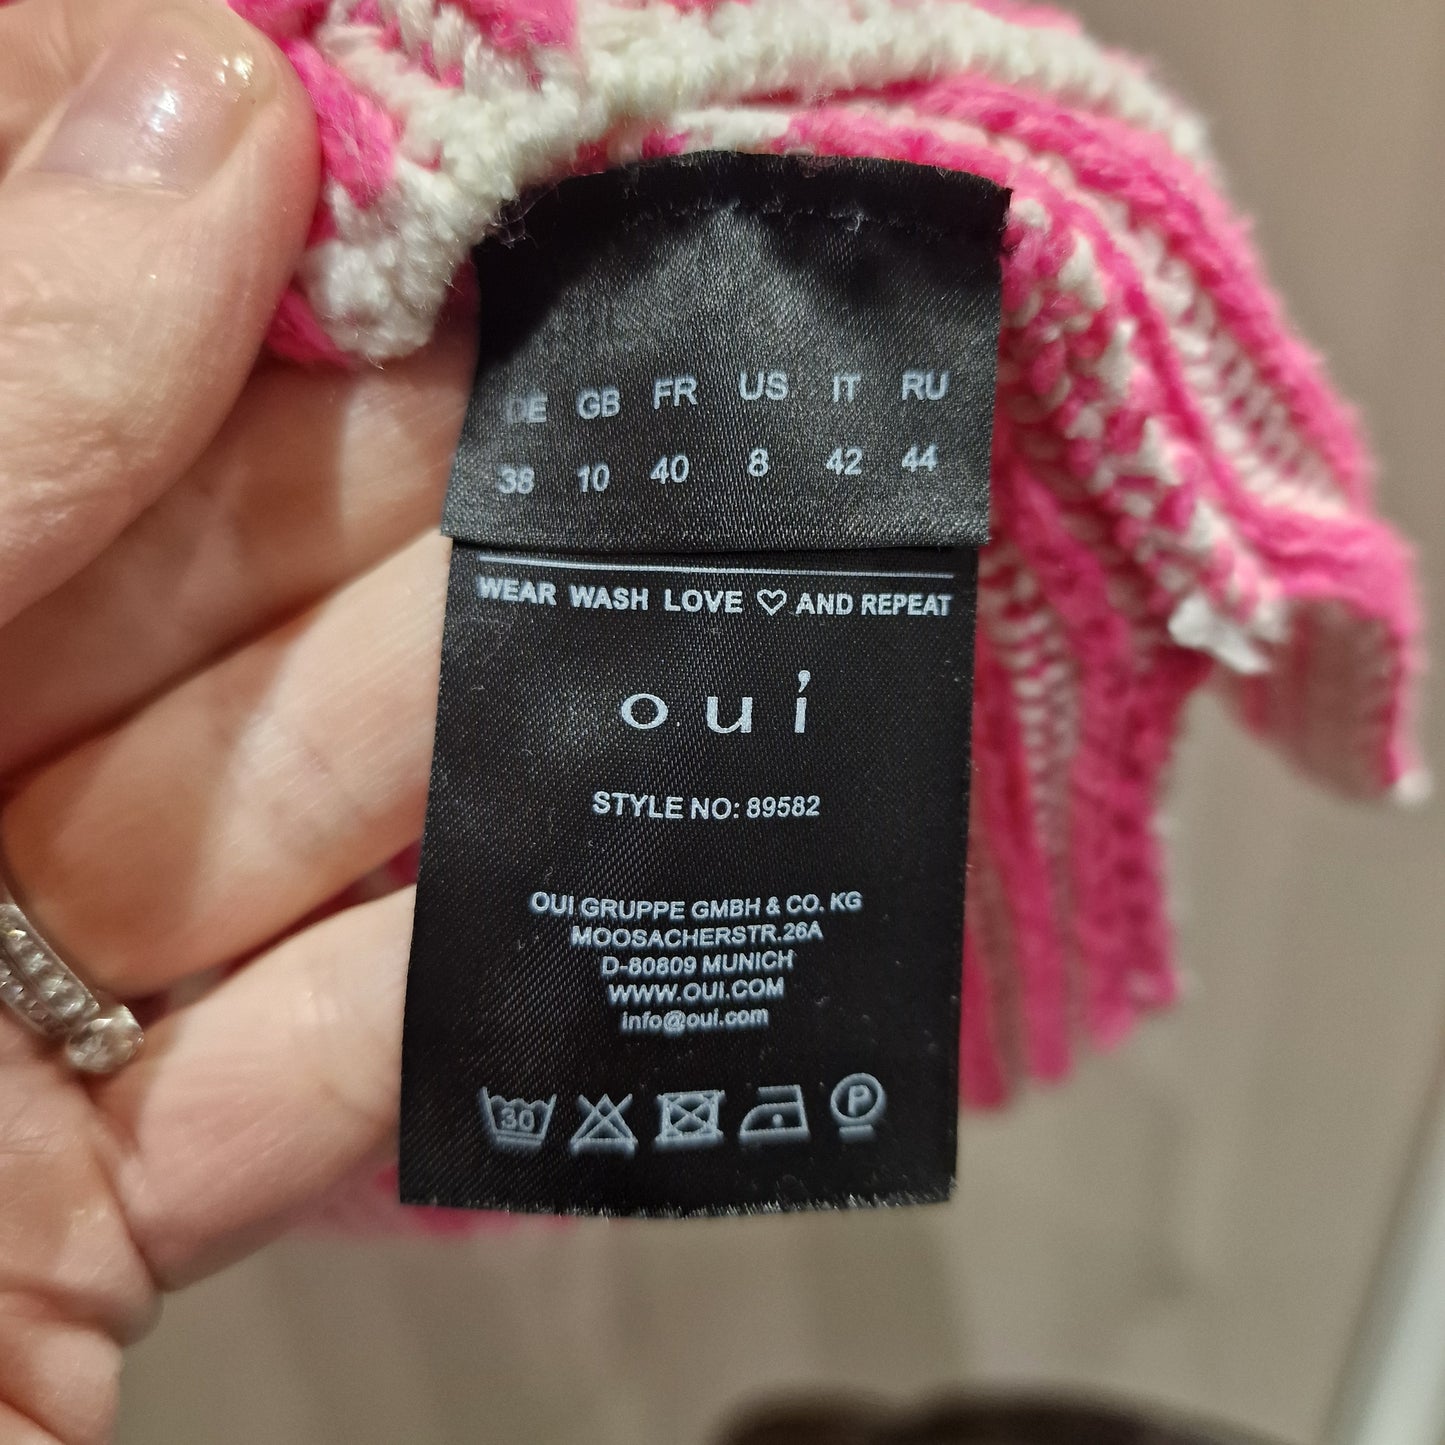 DE GB FR US IT RU
38 10 40 8 42 44
WEAR WASH LOVE ♡ AND REPEAT
ouí
STYLE NO: 89582
OUI GRUPPE GMBH & CO. KG
MOOSACHERSTR.26A
D-80809 MUNICH
WWW.OUI.COM
info@oui.com
30 P